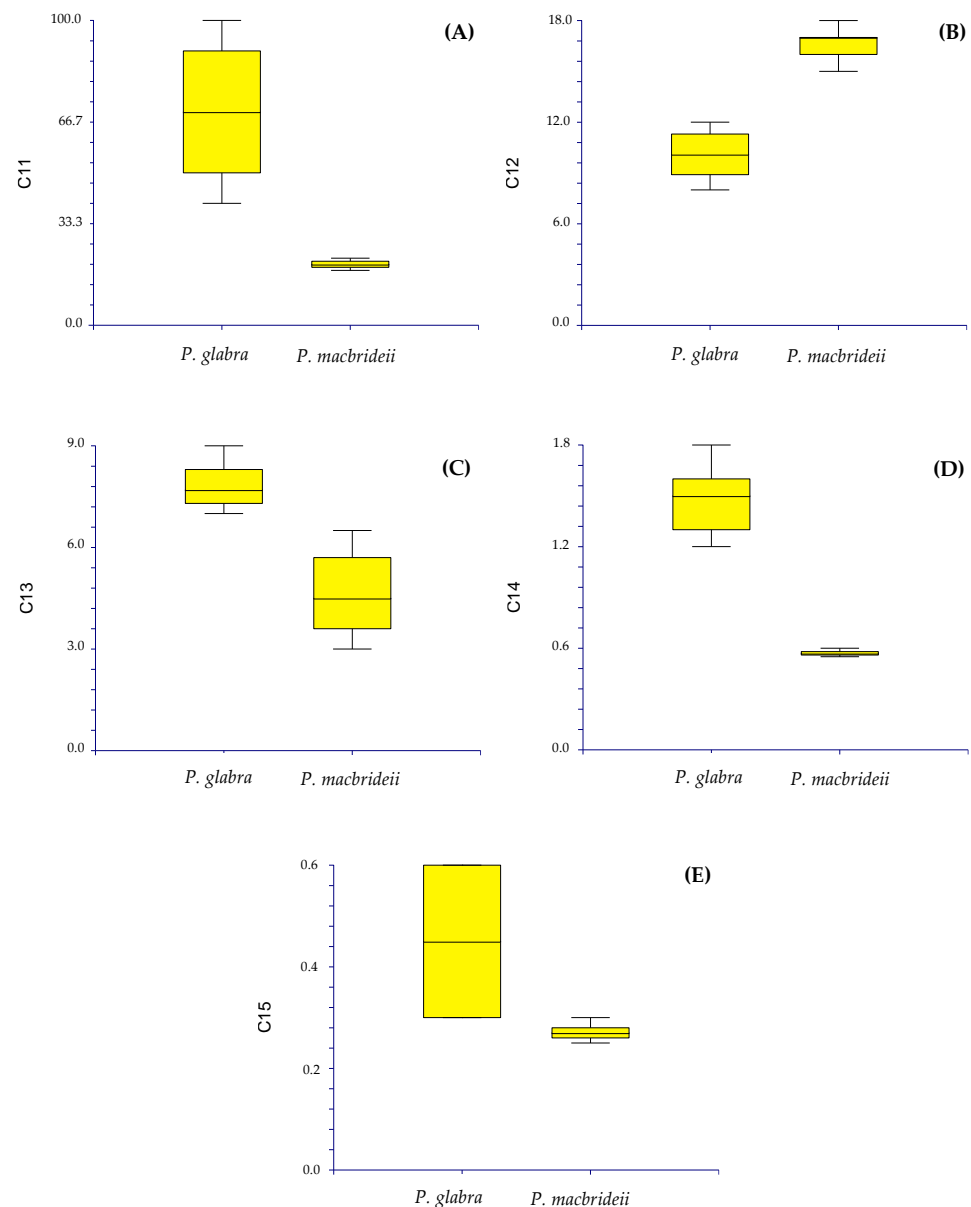 (A)
C11
100.0
66.7
33.3
0.0
P. glabra P. macbrideii
(B)
C12
18.0
12.0
6.0
0.0
P. glabra P. macbrideii
(C)
C13
9.0
6.0
3.0
0.0
P. glabra P. macbrideii
(D)
C14
1.8
1.2
0.6
0.0
P. glabra P. macbrideii
(E)
C15
0.6
0.4
0.2
0.0
P. glabra P. macbrideii